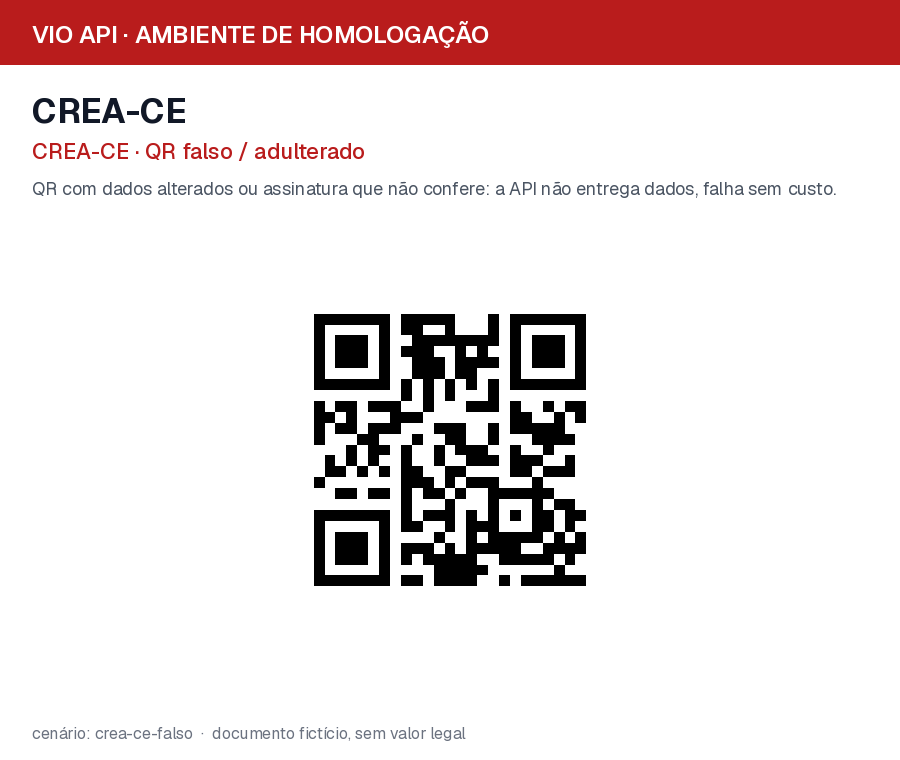 VIO API · AMBIENTE DE HOMOLOGAÇÃO
CREA-CE
CREA-CE · QR falso / adulterado
QR com dados alterados ou assinatura que não confere: a API não entrega dados, falha sem custo.
cenário: crea-ce-falso · documento fictício, sem valor legal